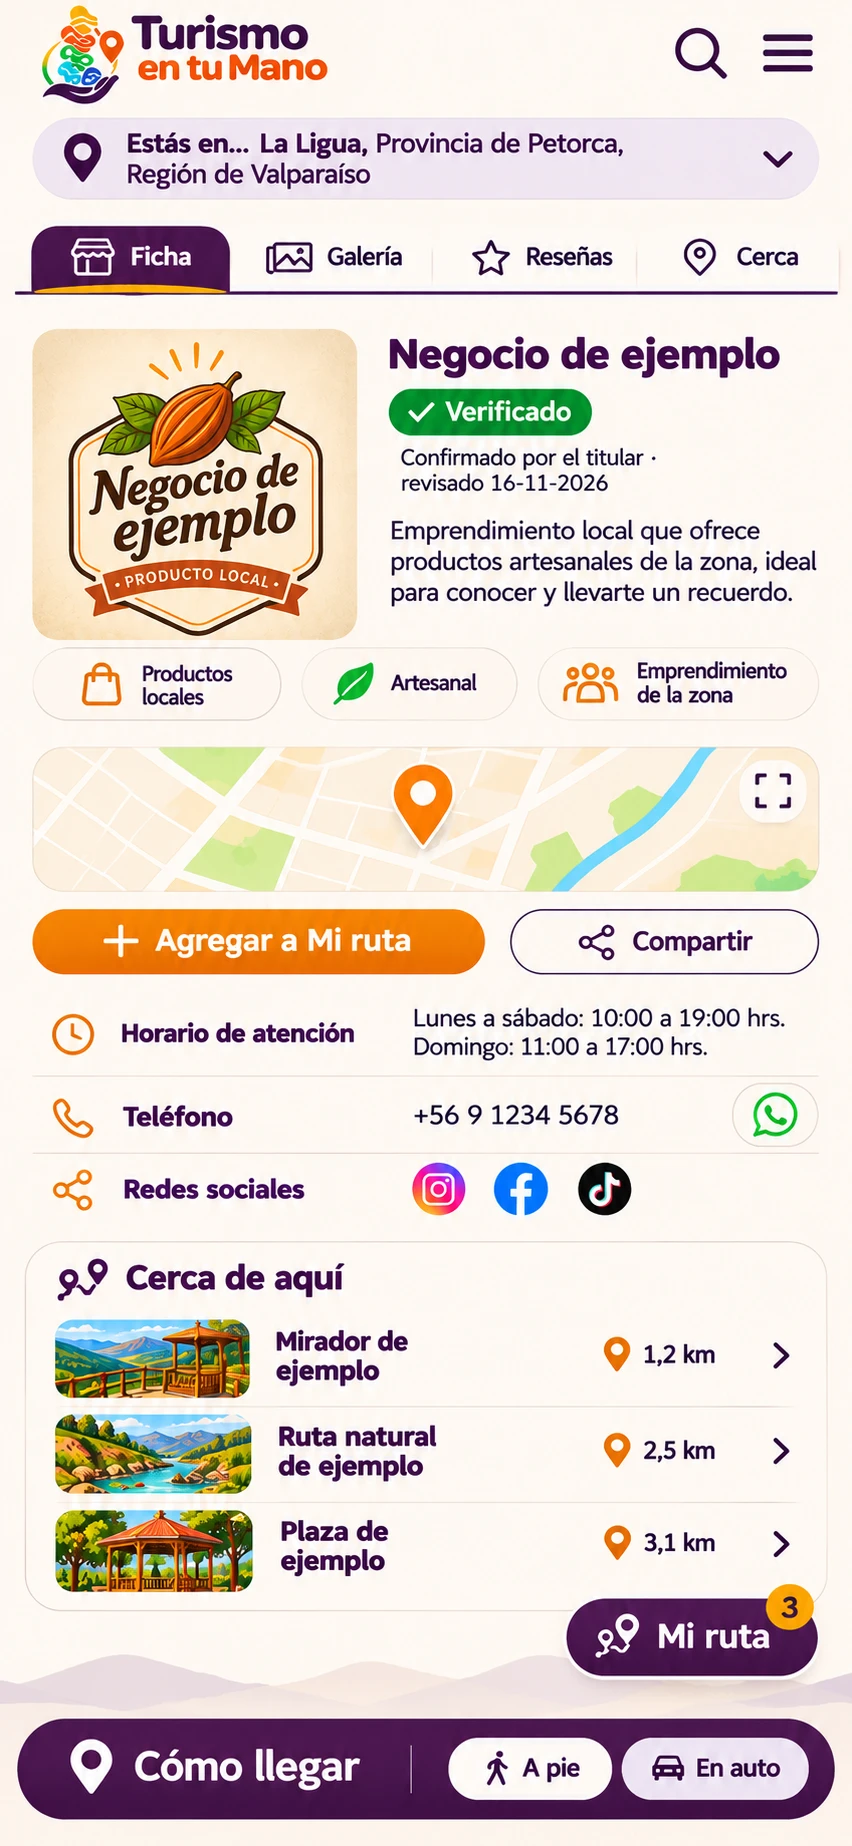 Turismo
en tu Mano
Estás en... La Ligua, Provincia de Petorca,
Región de Valparaíso
Ficha
Galería
Reseñas
Cerca
Negocio de
ejemplo
· PRODUCTO LOCAL ·
Negocio de ejemplo
Verificado
Confirmado por el titular ·
revisado 16-11-2026
Emprendimiento local que ofrece
productos artesanales de la zona, ideal
para conocer y llevarte un recuerdo.
Productos
locales
Artesanal
Emprendimiento
de la zona
Agregar a Mi ruta
Compartir
Horario de atención
Lunes a sábado: 10:00 a 19:00 hrs.
Domingo: 11:00 a 17:00 hrs.
Teléfono
+56 9 1234 5678
Redes sociales
Cerca de aquí
Mirador de
ejemplo
1,2 km
Ruta natural
de ejemplo
2,5 km
Plaza de
ejemplo
3,1 km
3
Mi ruta
Cómo llegar
A pie
En auto